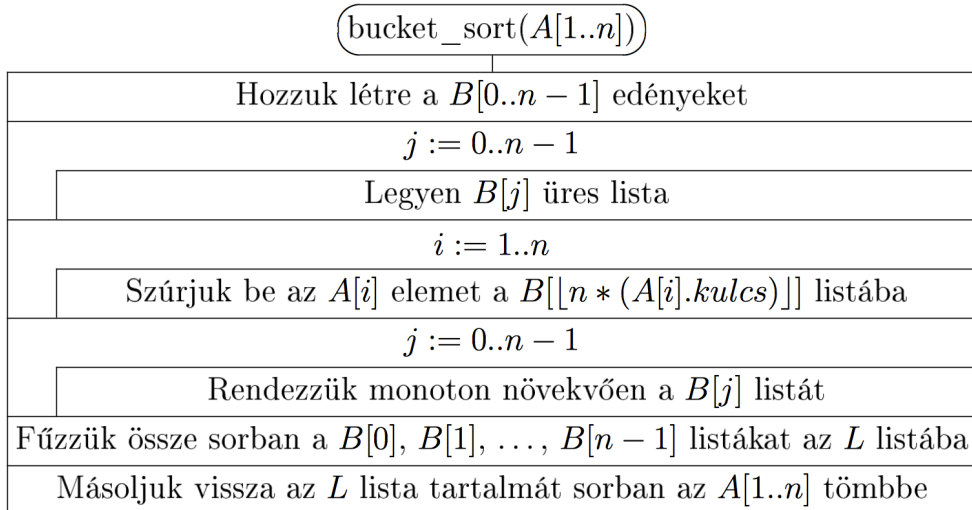 bucket_sort(A[1..n])
Hozzuk létre a B[0..n − 1] edényeket
j := 0..n − 1
Legyen B[j] üres lista
i := 1..n
Szúrjuk be az A[i] elemet a B[⌊n ∗ (A[i].kulcs)⌋] listába
j := 0..n − 1
Rendezzük monoton növekvően a B[j] listát
Fűzzük össze sorban a B[0], B[1], …, B[n − 1] listákat az L listába
Másoljuk vissza az L lista tartalmát sorban az A[1..n] tömbbe